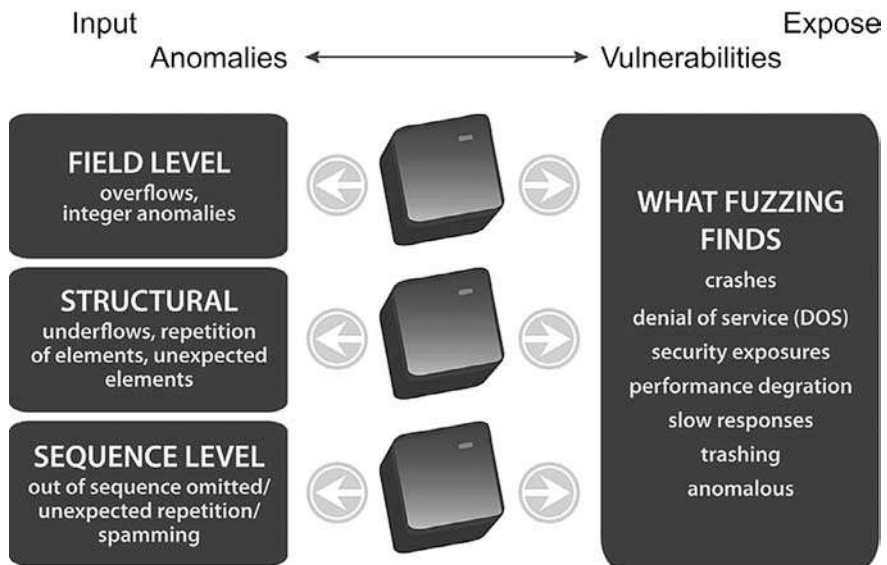 Input
Expose
Anomalies
Vulnerabilities
FIELD LEVEL
overflows,
integer anomalies
STRUCTURAL
underflows, repetition
of elements, unexpected
elements
SEQUENCE LEVEL
out of sequence omitted/
unexpected repetition/
spamming
WHAT FUZZING
FINDS
crashes
denial of service (DOS)
security exposures
performance degration
slow responses
trashing
anomalous